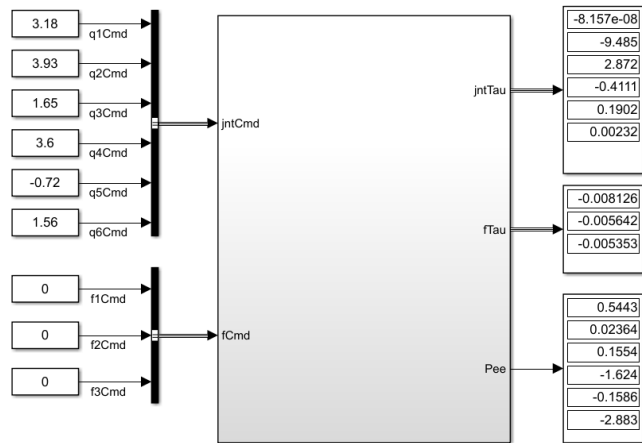 3.18
q1Cmd
3.93
q2Cmd
1.65
q3Cmd
3.6
q4Cmd
-0.72
q5Cmd
1.56
q6Cmd
0
f1Cmd
0
f2Cmd
0
f3Cmd
jntCmd
fCmd
jntTau
fTau
Pee
-8.157e-08
-9.485
2.872
-0.4111
0.1902
0.00232
-0.008126
-0.005642
-0.005353
0.5443
0.02364
0.1554
-1.624
-0.1586
-2.883